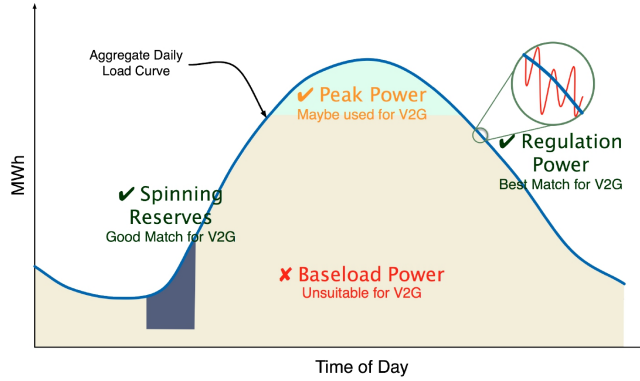 Aggregate Daily
Load Curve
✔ Peak Power
Maybe used for V2G
✔ Regulation
Power
Best Match for V2G
MWh
✔ Spinning
Reserves
Good Match for V2G
✘ Baseload Power
Unsuitable for V2G
Time of Day